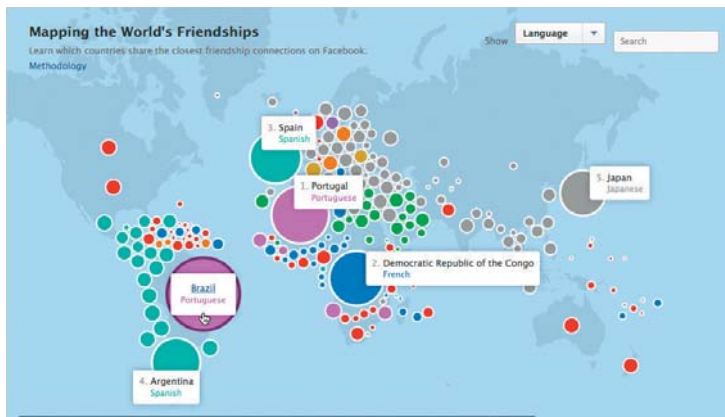 Mapping the World's Friendships
Learn which countries share the closest friendship connections on Facebook.
Methodology
Show
Language
Search
3. Spain
Spanish
1. Portugal
Portuguese
5. Japan
Japanese
2. Democratic Republic of the Congo
French
Brazil
Portuguese
4. Argentina
Spanish